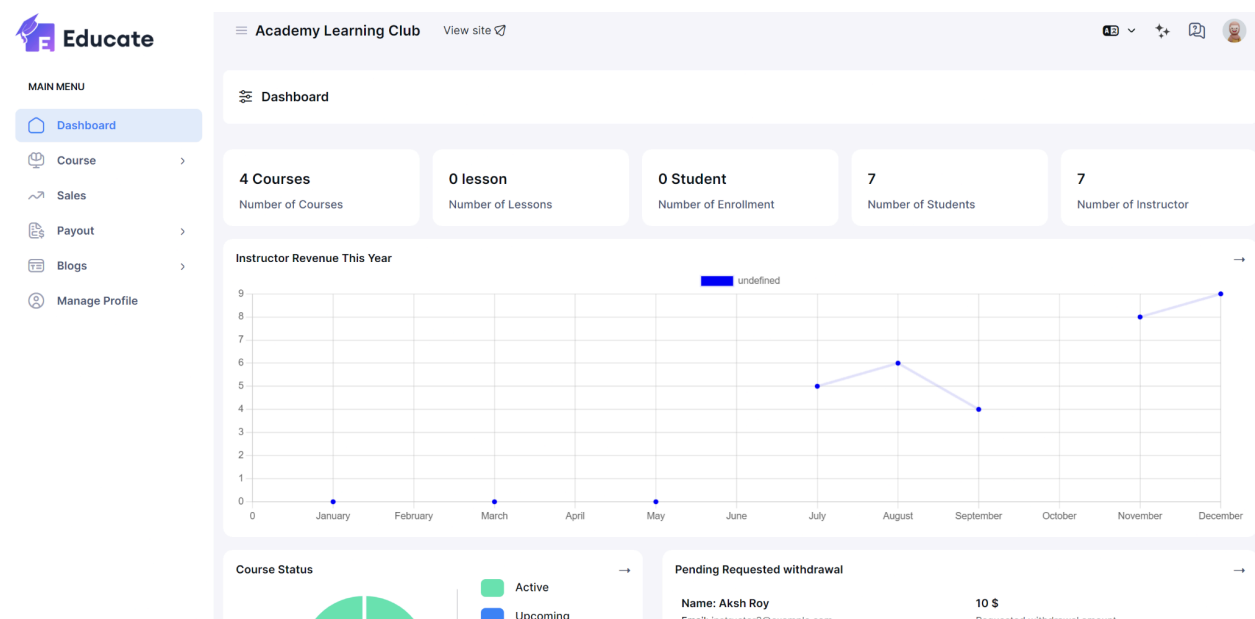 Educate
Academy Learning Club
View site
MAIN MENU
Dashboard
Course
Sales
Payout
Blogs
Manage Profile
Dashboard
4 Courses
Number of Courses
0 lesson
Number of Lessons
0 Student
Number of Enrollment
7
Number of Students
7
Number of Instructor
Instructor Revenue This Year
undefined
9
8
7
6
5
4
3
2
1
0
0 January February March April May June July August September October November December
Course Status
Active
Upcoming
Pending Requested withdrawal
Name: Aksh Roy
10 $